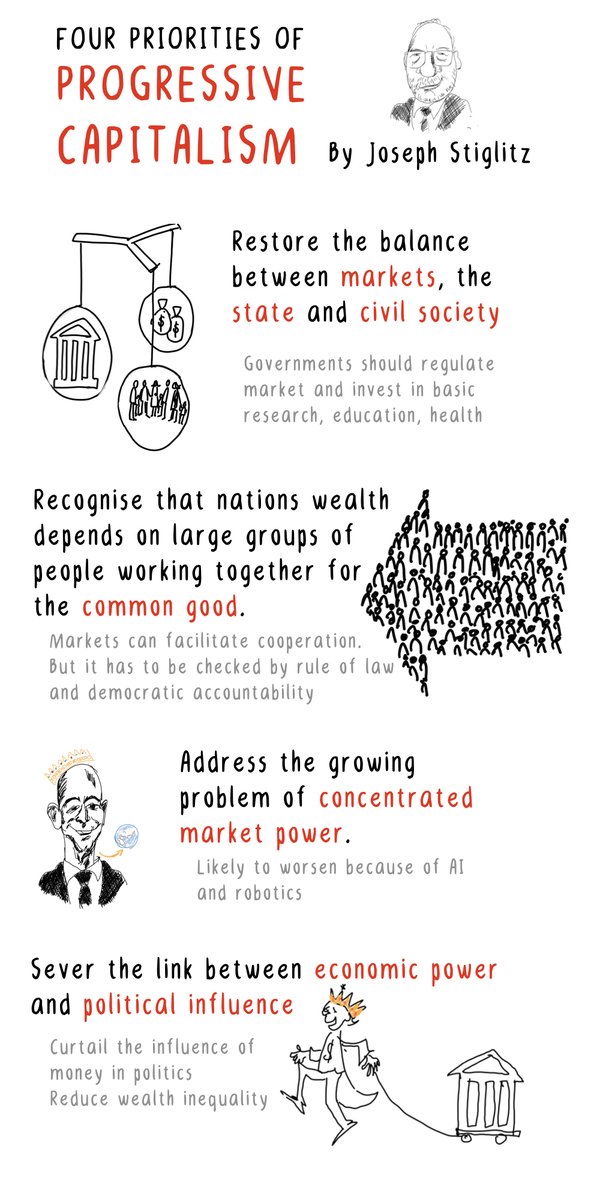 FOUR PRIORITIES OF
PROGRESSIVE
CAPITALISM
By Joseph Stiglitz
Restore the balance
between markets, the
state and civil society
Governments should regulate
market and invest in basic
research, education, health
$ $
Recognise that nations wealth
depends on large groups of
people working together for
the common good.
Markets can facilitate cooperation.
But it has to be checked by rule of law
and democratic accountability
Address the growing
problem of concentrated
market power.
Likely to worsen because of AI
and robotics
Sever the link between economic power
and political influence
Curtail the influence of
money in politics
Reduce wealth inequality
$